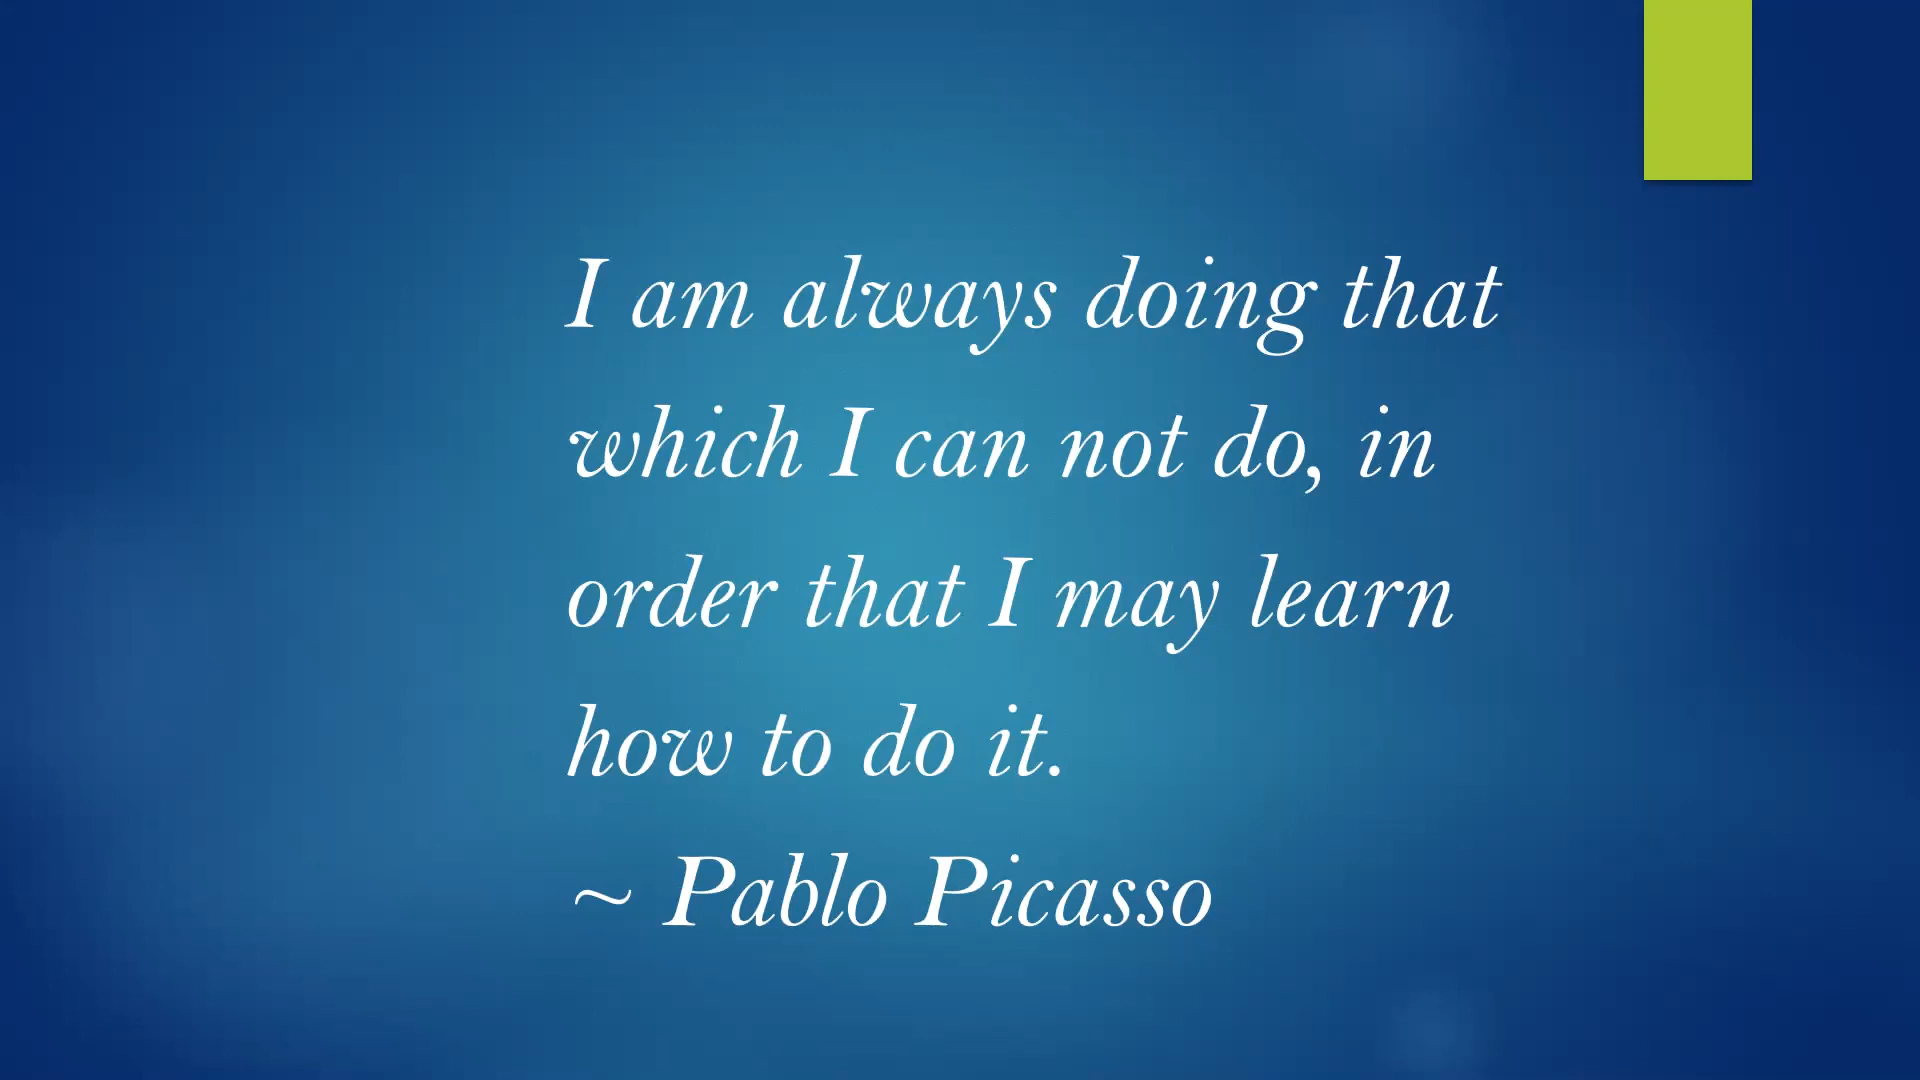 I am always doing that
which I can not do, in
order that I may learn
how to do it.
~ Pablo Picasso